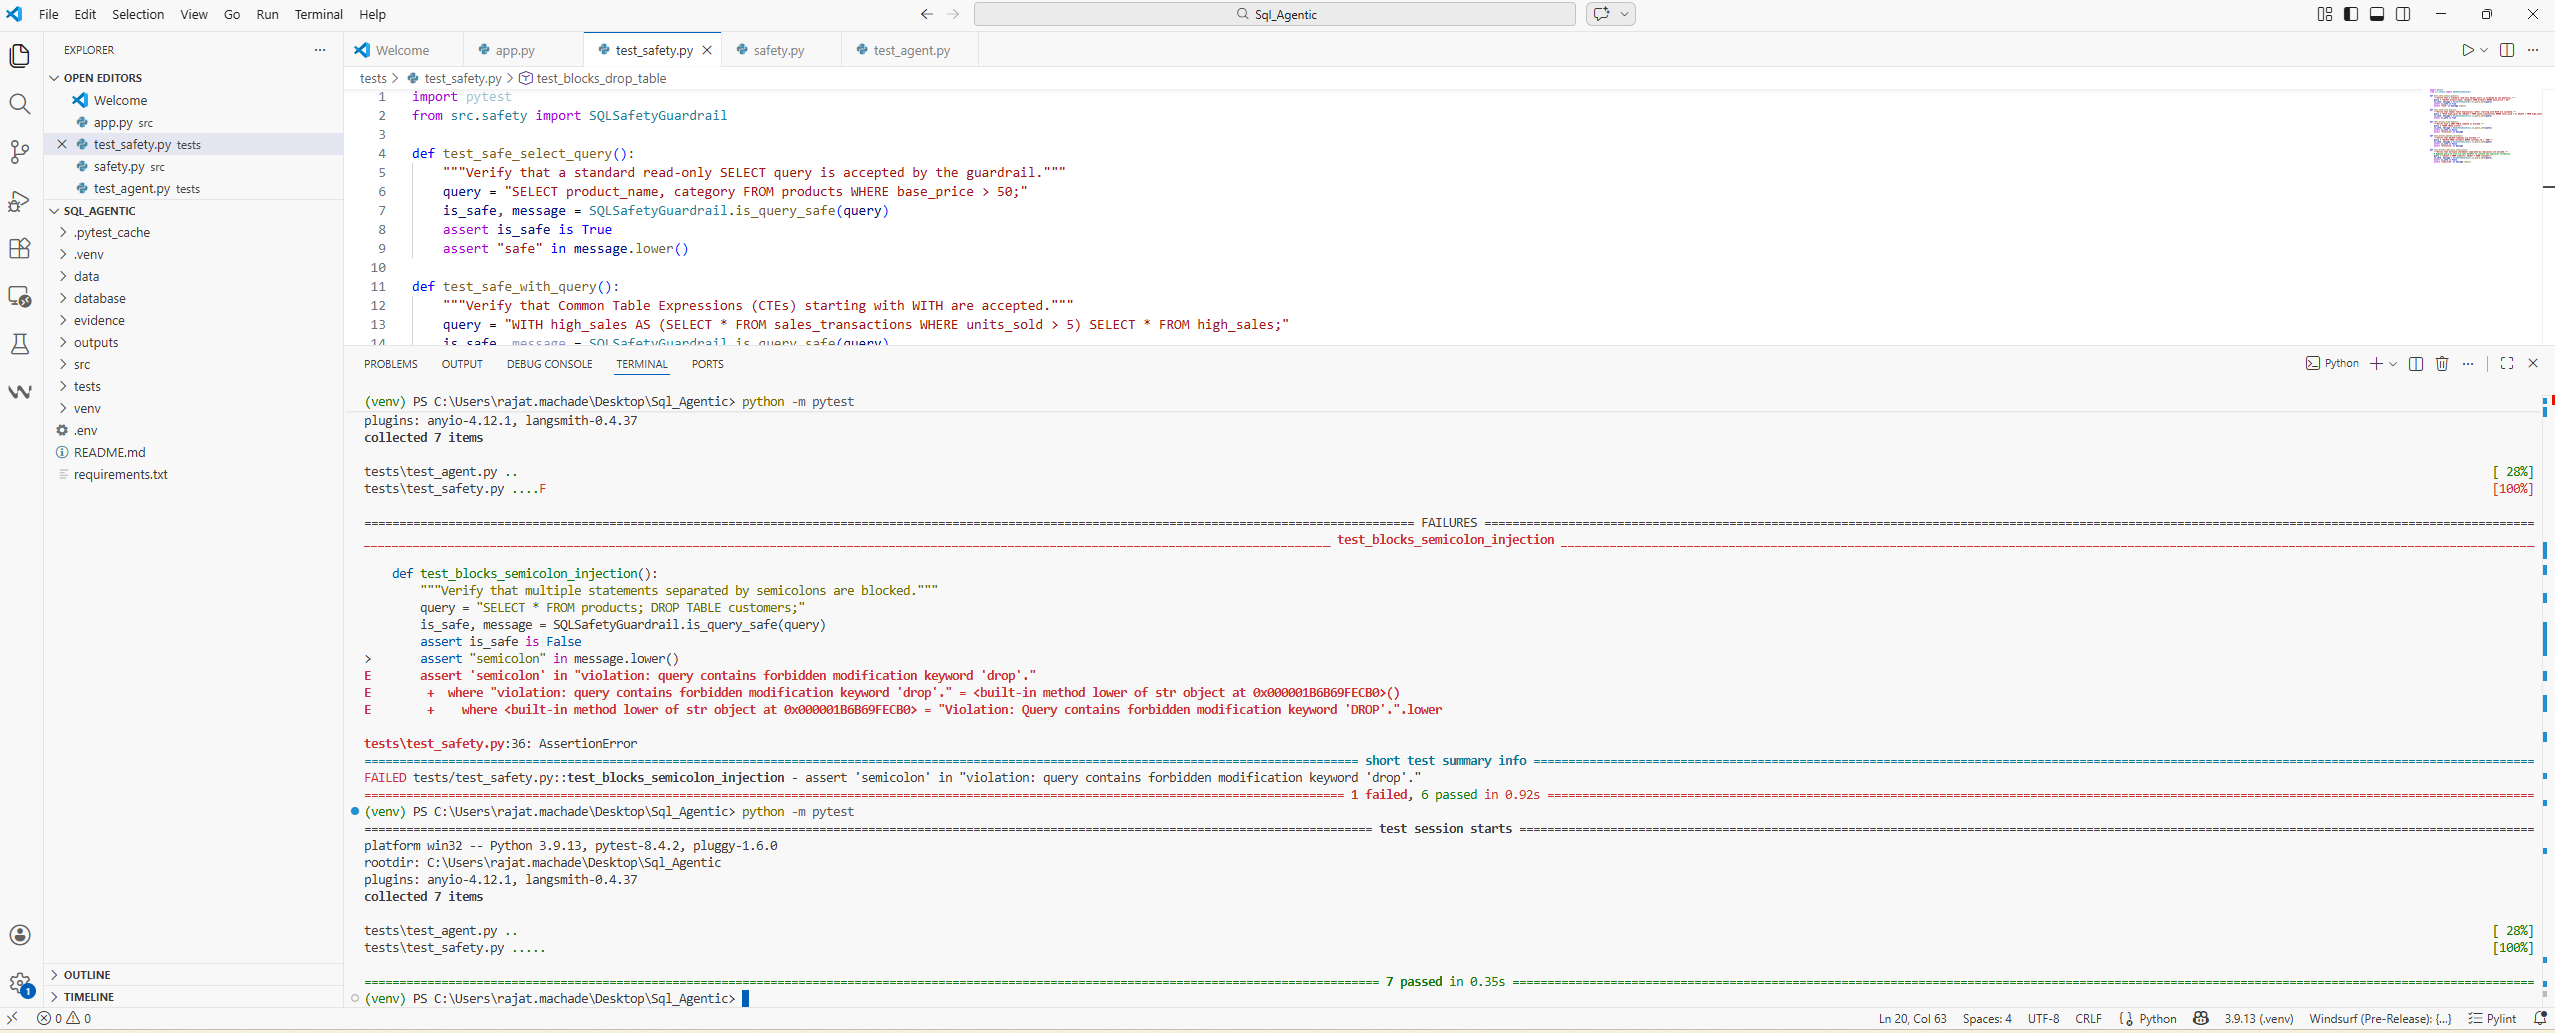 File Edit Selection View Go Run Terminal Help
Sql_Agentic
EXPLORER
OPEN EDITORS
Welcome
app.py src
test_safety.py tests
safety.py src
test_agent.py tests
SQL_AGENTIC
.pytest_cache
.venv
data
database
evidence
outputs
src
tests
venv
.env
README.md
requirements.txt
OUTLINE
TIMELINE
Welcome app.py test_safety.py safety.py test_agent.py
tests > test_safety.py > test_blocks_drop_table
1 import pytest
2 from src.safety import SQLSafetyGuardrail
3
4 def test_safe_select_query():
5 """Verify that a standard read-only SELECT query is accepted by the guardrail."""
6 query = "SELECT product_name, category FROM products WHERE base_price > 50;"
7 is_safe, message = SQLSafetyGuardrail.is_query_safe(query)
8 assert is_safe is True
9 assert "safe" in message.lower()
10
11 def test_safe_with_query():
12 """Verify that Common Table Expressions (CTEs) starting with WITH are accepted."""
13 query = "WITH high_sales AS (SELECT * FROM sales_transactions WHERE units_sold > 5) SELECT * FROM high_sales;"
14 is_safe, message = SQLSafetyGuardrail.is_query_safe(query)
PROBLEMS OUTPUT DEBUG CONSOLE TERMINAL PORTS
Python
(venv) PS C:\Users\rajat.machade\Desktop\Sql_Agentic> python -m pytest
plugins: anyio-4.12.1, langsmith-0.4.37
collected 7 items
tests\test_agent.py .. [ 28%]
tests\test_safety.py ....F [100%]
FAILURES
test_blocks_semicolon_injection
def test_blocks_semicolon_injection():
"""Verify that multiple statements separated by semicolons are blocked."""
query = "SELECT * FROM products; DROP TABLE customers;"
is_safe, message = SQLSafetyGuardrail.is_query_safe(query)
assert is_safe is False
> assert "semicolon" in message.lower()
E assert 'semicolon' in "violation: query contains forbidden modification keyword 'drop'."
E + where "violation: query contains forbidden modification keyword 'drop'." = <built-in method lower of str object at 0x000001B6B69FECB0>()
E + where <built-in method lower of str object at 0x000001B6B69FECB0> = "Violation: Query contains forbidden modification keyword 'DROP'.".lower
tests\test_safety.py:36: AssertionError
short test summary info
FAILED tests/test_safety.py::test_blocks_semicolon_injection - assert 'semicolon' in "violation: query contains forbidden modification keyword 'drop'."
1 failed, 6 passed in 0.92s
(venv) PS C:\Users\rajat.machade\Desktop\Sql_Agentic> python -m pytest
test session starts
platform win32 -- Python 3.9.13, pytest-8.4.2, pluggy-1.6.0
rootdir: C:\Users\rajat.machade\Desktop\Sql_Agentic
plugins: anyio-4.12.1, langsmith-0.4.37
collected 7 items
tests\test_agent.py .. [ 28%]
tests\test_safety.py ..... [100%]
7 passed in 0.35s
(venv) PS C:\Users\rajat.machade\Desktop\Sql_Agentic>
1
0 0
Ln 20, Col 63 Spaces: 4 UTF-8 CRLF Python 3.9.13 (.venv) Windsurf (Pre-Release): {...} Pylint